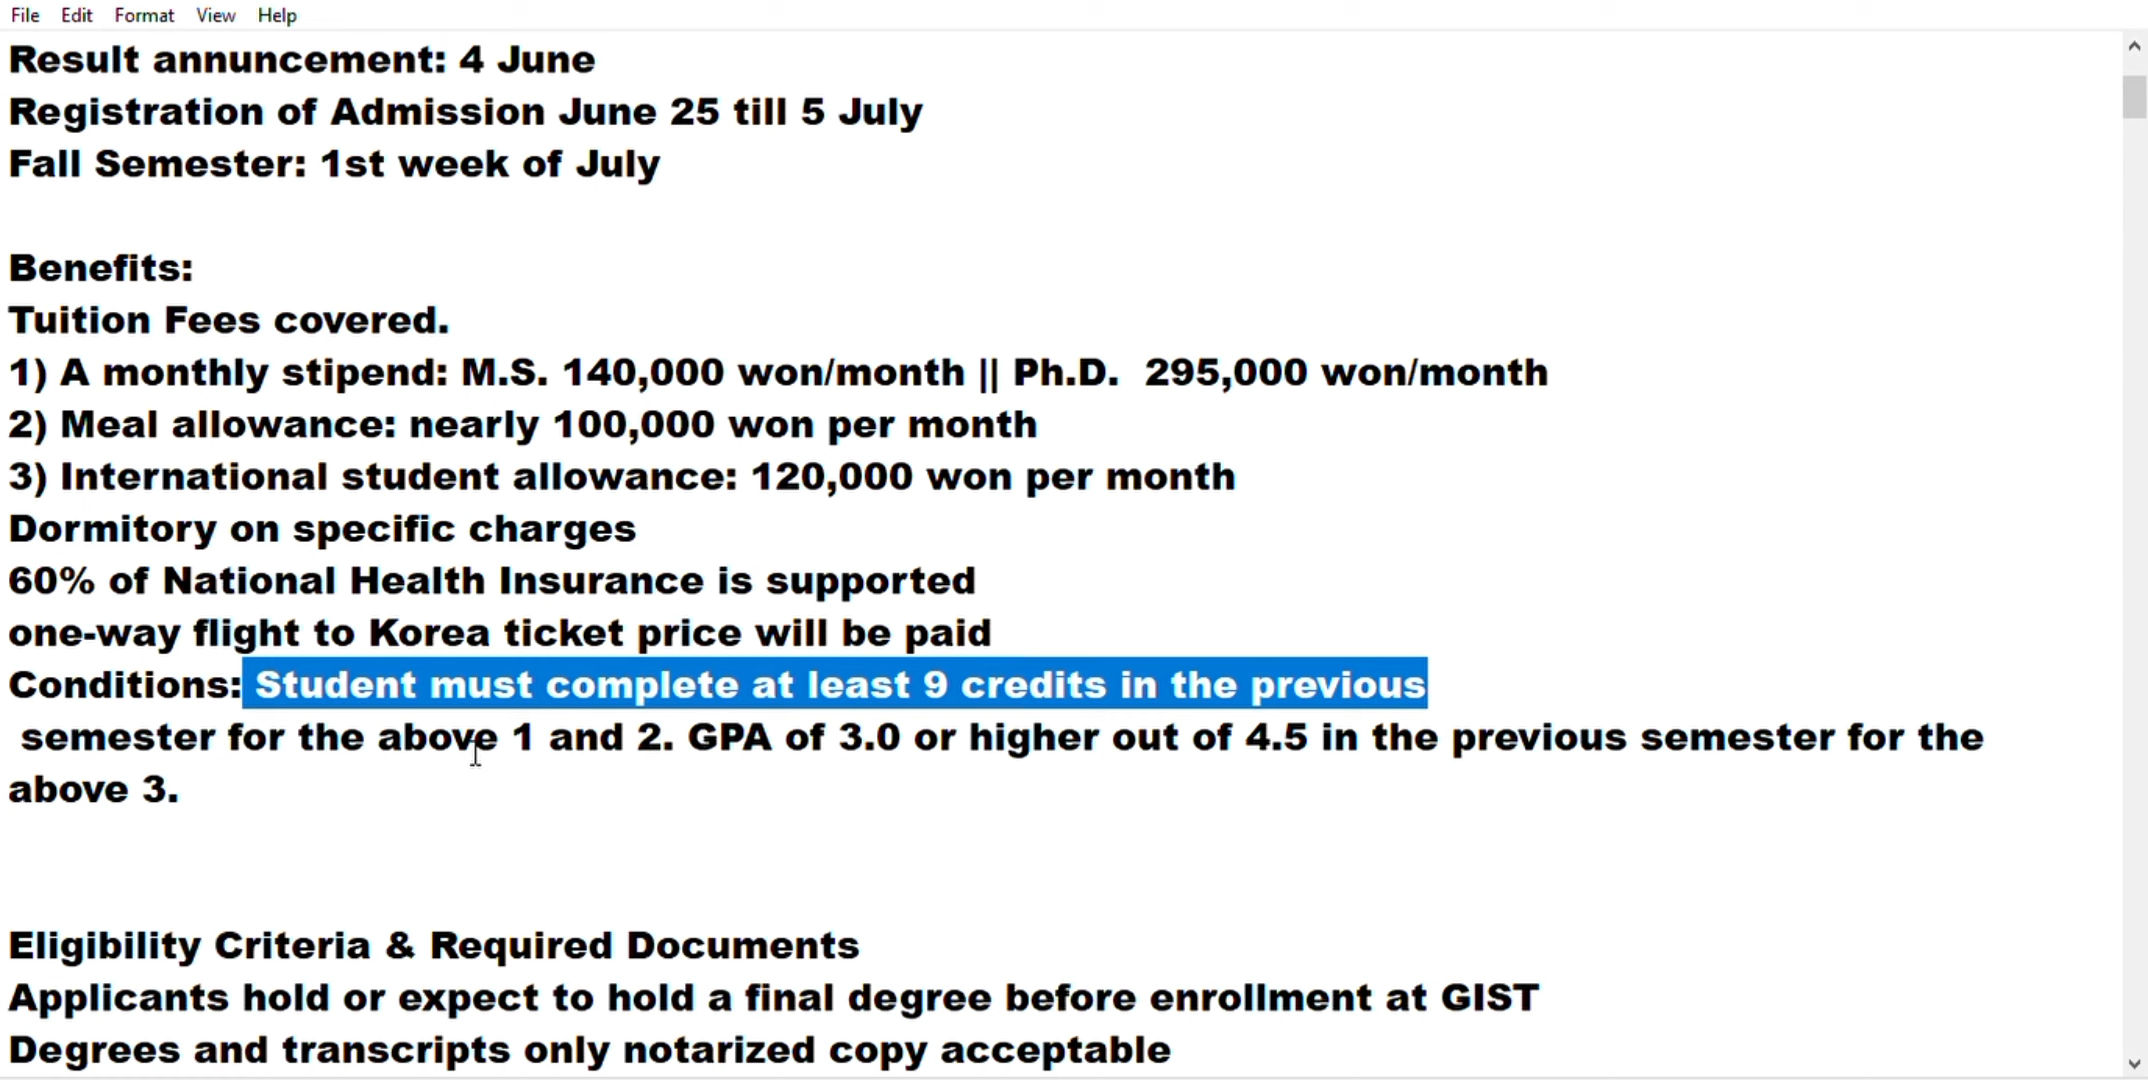 File Edit Format View Help
Result annuncement: 4 June
Registration of Admission June 25 till 5 July
Fall Semester: 1st week of July
Benefits:
Tuition Fees covered.
1) A monthly stipend: M.S. 140,000 won/month || Ph.D.  295,000 won/month
2) Meal allowance: nearly 100,000 won per month
3) International student allowance: 120,000 won per month
Dormitory on specific charges
60% of National Health Insurance is supported
one-way flight to Korea ticket price will be paid
Conditions: Student must complete at least 9 credits in the previous
semester for the above 1 and 2. GPA of 3.0 or higher out of 4.5 in the previous semester for the
above 3.
Eligibility Criteria & Required Documents
Applicants hold or expect to hold a final degree before enrollment at GIST
Degrees and transcripts only notarized copy acceptable